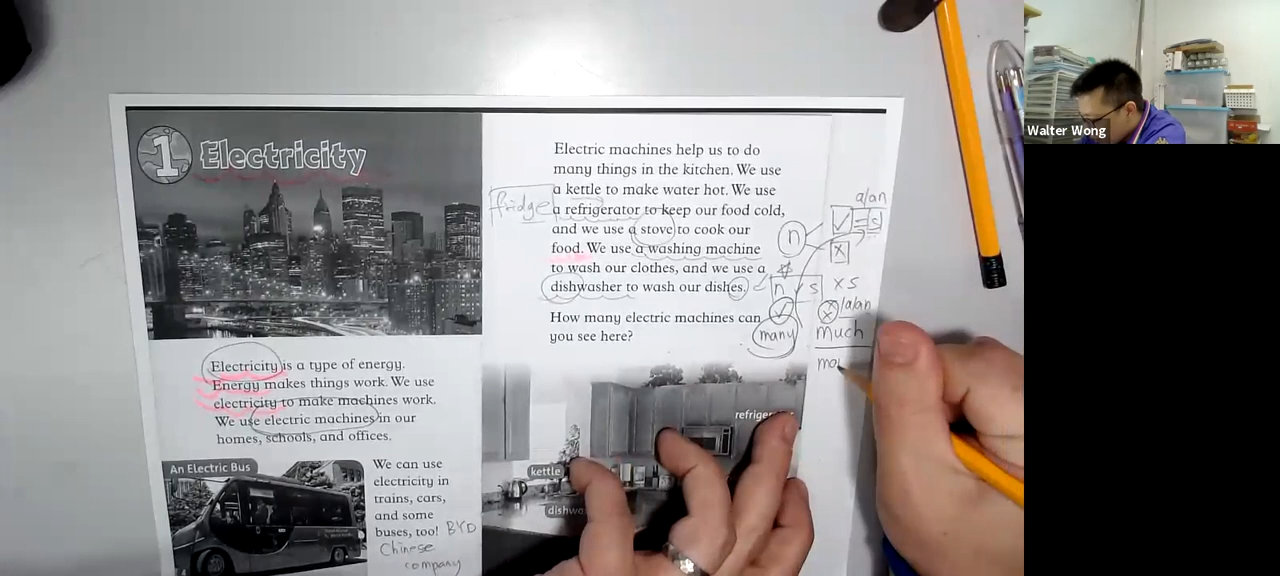 1 Electricity
Electricity is a type of energy.
Energy makes things work. We use
electricity to make machines work.
We use electric machines in our
homes, schools, and offices.
An Electric Bus
We can use
electricity in
trains, cars,
and some
buses, too! BYD
Chinese
company
Electric machines help us to do
many things in the kitchen. We use
a kettle to make water hot. We use
fridge
a refrigerator to keep our food cold,
and we use a stove to cook our
food. We use a washing machine
to wash our clothes, and we use a
dishwasher to wash our dishes.
How many electric machines can
you see here?
a/an
n ✓ = s
x
n s x s
✓ x a/an
many much
kettle
Walter Wong